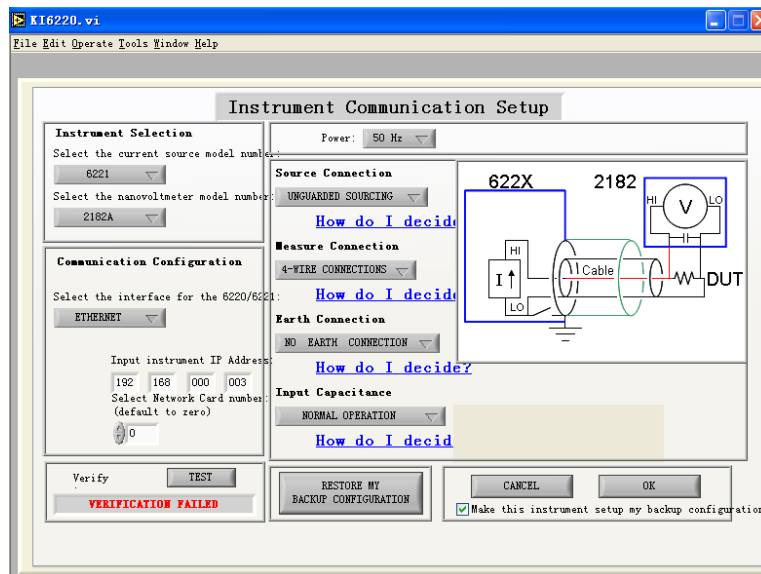 KI6220.vi
File Edit Operate Tools Window Help
Instrument Communication Setup
Instrument Selection
Select the current source model number:
6221
Select the nanovoltmeter model number:
2182A
Communication Configuration
Select the interface for the 6220/6221:
ETHERNET
Input instrument IP Address:
192 168 000 003
Select Network Card number:
(default to zero)
0
Verify
TEST
VERIFICATION FAILED
Power: 50 Hz
Source Connection
UNGUARDED SOURCING
How do I decide
Measure Connection
4-WIRE CONNECTIONS
How do I decide
Earth Connection
NO EARTH CONNECTION
How do I decide?
Input Capacitance
NORMAL OPERATION
How do I decid
622X 2182
HI V LO
HI
I Cable DUT
LO
RESTORE MY
BACKUP CONFIGURATION
CANCEL OK
Make this instrument setup my backup configuration